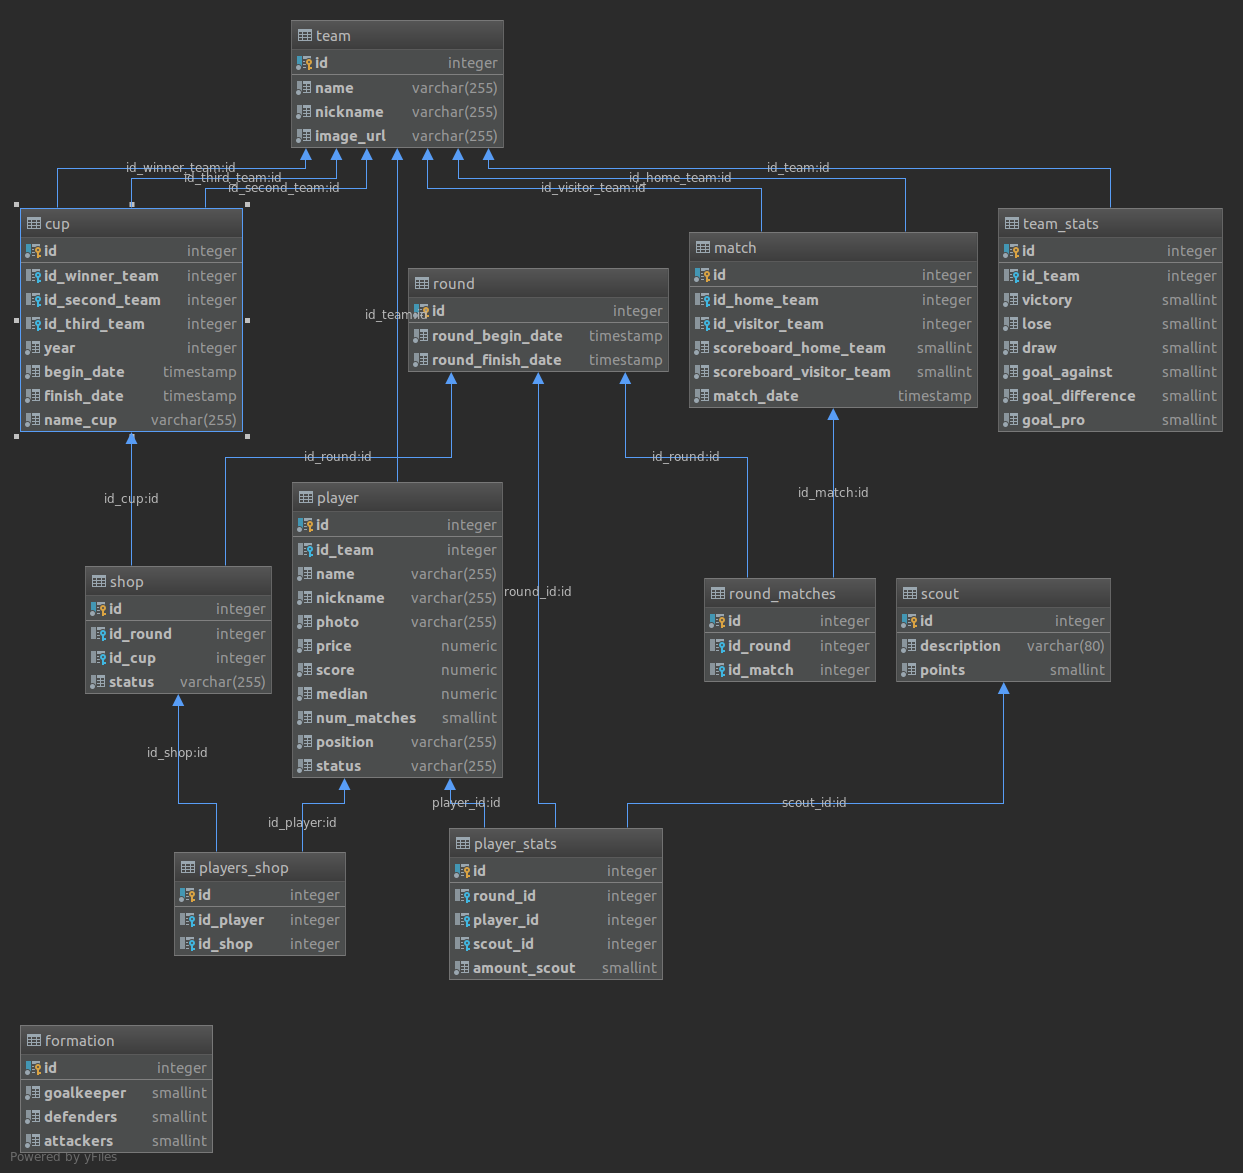 team
id integer
name varchar(255)
nickname varchar(255)
image_url varchar(255)
id_winner_team:id
id_third_team:id
id_second_team:id
id_visitor_team:id
id_home_team:id
id_team:id
cup
id integer
id_winner_team integer
id_second_team integer
id_third_team integer
year integer
begin_date timestamp
finish_date timestamp
name_cup varchar(255)
id_team:id
round
id integer
round_begin_date timestamp
round_finish_date timestamp
match
id integer
id_home_team integer
id_visitor_team integer
scoreboard_home_team smallint
scoreboard_visitor_team smallint
match_date timestamp
team_stats
id integer
id_team integer
victory smallint
lose smallint
draw smallint
goal_against smallint
goal_difference smallint
goal_pro smallint
id_cup:id
id_round:id
id_round:id
id_match:id
shop
id integer
id_round integer
id_cup integer
status varchar(255)
player
id integer
id_team integer
name varchar(255)
nickname varchar(255)
photo varchar(255)
price numeric
score numeric
median numeric
num_matches smallint
position varchar(255)
status varchar(255)
round_id:id
round_matches
id integer
id_round integer
id_match integer
scout
id integer
description varchar(80)
points smallint
id_shop:id
id_player:id
player_id:id
scout_id:id
players_shop
id integer
id_player integer
id_shop integer
player_stats
id integer
round_id integer
player_id integer
scout_id integer
amount_scout smallint
formation
id integer
goalkeeper smallint
defenders smallint
attackers smallint
Powered by yFiles